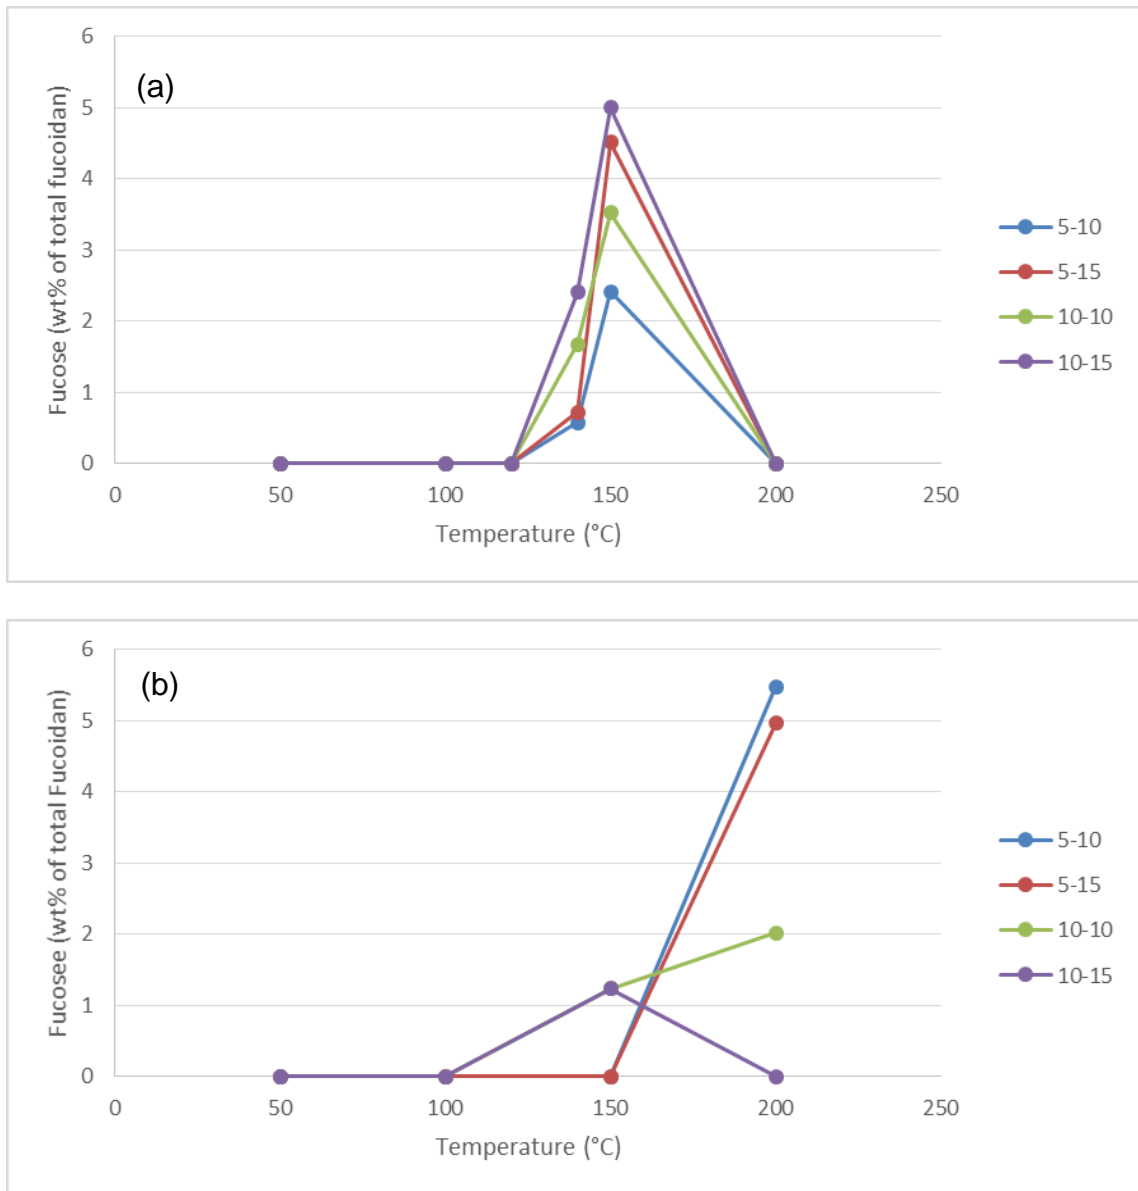 (a)
Fucose (wt% of total fucoidan)
6
5
4
3
2
1
0
0 50 100 150 200 250
Temperature (°C)
5-10
5-15
10-10
10-15
(b)
Fucosee (wt% of total Fucoidan)
6
5
4
3
2
1
0
0 50 100 150 200 250
Temperature (°C)
5-10
5-15
10-10
10-15